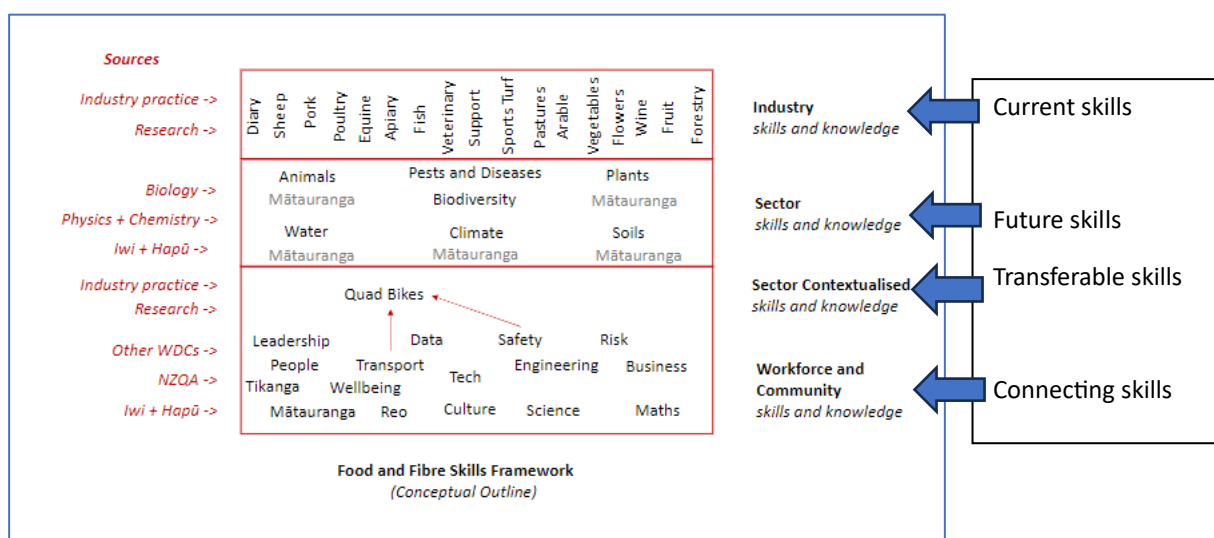 Sources
Industry practice ->
Research ->
Diary
Sheep
Pork
Poultry
Equine
Apiary
Fish
Veterinary
Support
Sports Turf
Pastures
Arable
Vegetables
Flowers
Wine
Fruit
Forestry
Industry
skills and knowledge
Current skills
Biology ->
Physics + Chemistry ->
Iwi + Hapū ->
Animals
Mātauranga
Pests and Diseases
Biodiversity
Plants
Mātauranga
Water
Mātauranga
Climate
Mātauranga
Soils
Mātauranga
Sector
skills and knowledge
Future skills
Industry practice ->
Research ->
Other WDCs ->
NZQA ->
Iwi + Hapū ->
Quad Bikes
Leadership
Data
Safety
Risk
People
Transport
Engineering
Business
Tikanga
Wellbeing
Tech
Mātauranga
Reo
Culture
Science
Maths
Sector Contextualised
skills and knowledge
Transferable skills
Workforce and
Community
skills and knowledge
Connecting skills
Food and Fibre Skills Framework
(Conceptual Outline)